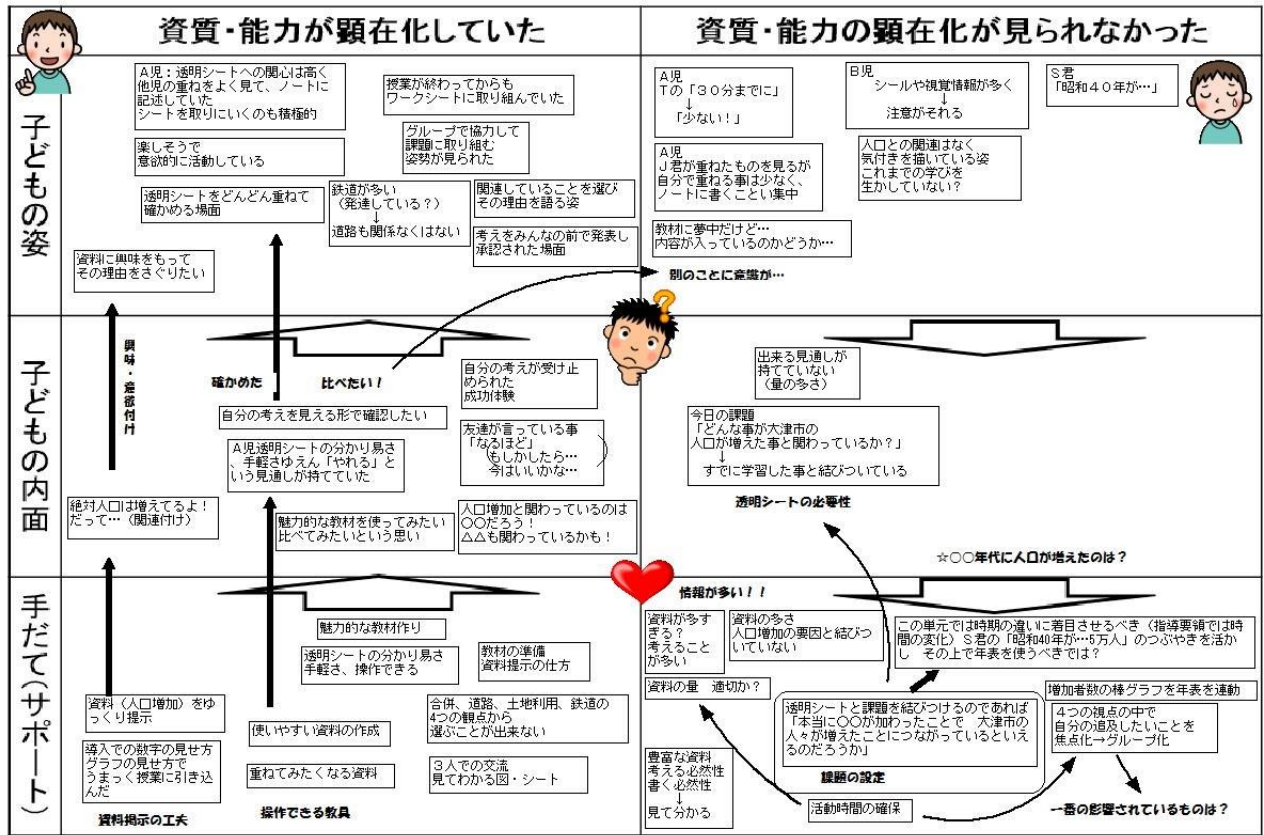 資質・能力が顕在化していた
資質・能力の顕在化が見られなかった
子どもの姿
A児：透明シートへの関心は高く
他児の重ねをよく見て、ノートに
記述していた
シートを取りにいくのも積極的
授業が終わってからも
ワークシートに取り組んでいた
グループで協力して
課題に取り組む
姿勢が見られた
楽しそうで
意欲的に活動している
透明シートをどんどん重ねて
確かめる場面
鉄道が多い
（発達している？）
↓
道路も関係なくはない
関連していることを選び
その理由を語る姿
考えをみんなの前で発表し
承認された場面
資料に興味をもって
その理由をさぐりたい
A児
Tの「３０分までに」
↓
「少ない！」
B児
シールや視覚情報が多く
↓
注意がそれる
S君
「昭和４０年が…」
A児
J君が重ねたものを見るが
自分で重ねる事は少なく、
ノートに書くことい集中
人口との関連はなく
気付きを描いている姿
これまでの学びを
生かしていない？
教材に夢中だけど…
内容が入っているのかどうか…
別のことに意識が…
子どもの内面
興味・意欲付け
確かめた
比べたい！
自分の考えが受け止
められた
成功体験
自分の考えを見える形で確認したい
友達が言っている事
「なるほど」
もしかしたら…
今はいいかな…
A児透明シートの分かり易さ
、手軽さゆえん「やれる」と
いう見通しが持てていた
絶対人口は増えてるよ！
だって…（関連付け）
魅力的な教材を使ってみたい
比べてみたいという思い
人口増加と関わっているのは
〇〇だろう！
△△も関わっているかも！
出来る見通しが
持てていない
（量の多さ）
今日の課題
「どんな事が大津市の
人口が増えた事と関わっているか？」
↓
すでに学習した事と結びついている
透明シートの必要性
☆〇〇年代に人口が増えたのは？
手だて（サポート）
魅力的な教材作り
透明シートの分かり易さ
手軽さ、操作できる
教材の準備
資料提示の仕方
資料（人口増加）をゆ
っくり提示
使いやすい資料の作成
合併、道路、土地利用、鉄道の
4つの観点から
選ぶことが出来ない
導入での数字の見せ方
グラフの見せ方で
うまっく授業に引き込
んだ
重ねてみたくなる資料
３人での交流
見てわかる図・シート
資料掲示の工夫
操作できる教具
情報が多い！！
資料が多す
ぎる？
考えること
が多い
資料の多さ
人口増加の要因と結びつ
いていない
この単元では時期の違いに着目させるべき（指導要領では時
間の変化）S君の「昭和40年が…5万人」のつぶやきを活か
し　その上で年表を使うべきでは？
資料の量　適切か？
透明シートと課題を結びつけるのであれば
「本当に〇〇が加わったことで　大津市の
人々が増えたことにつながっているといえ
るのだろうか」
課題の設定
増加者数の棒グラフを年表を連動
４つの視点の中で
自分の追及したいことを
焦点化→グループ化
豊富な資料
考える必然性
書く必然性
↓
見て分かる
活動時間の確保
一番の影響されているものは？